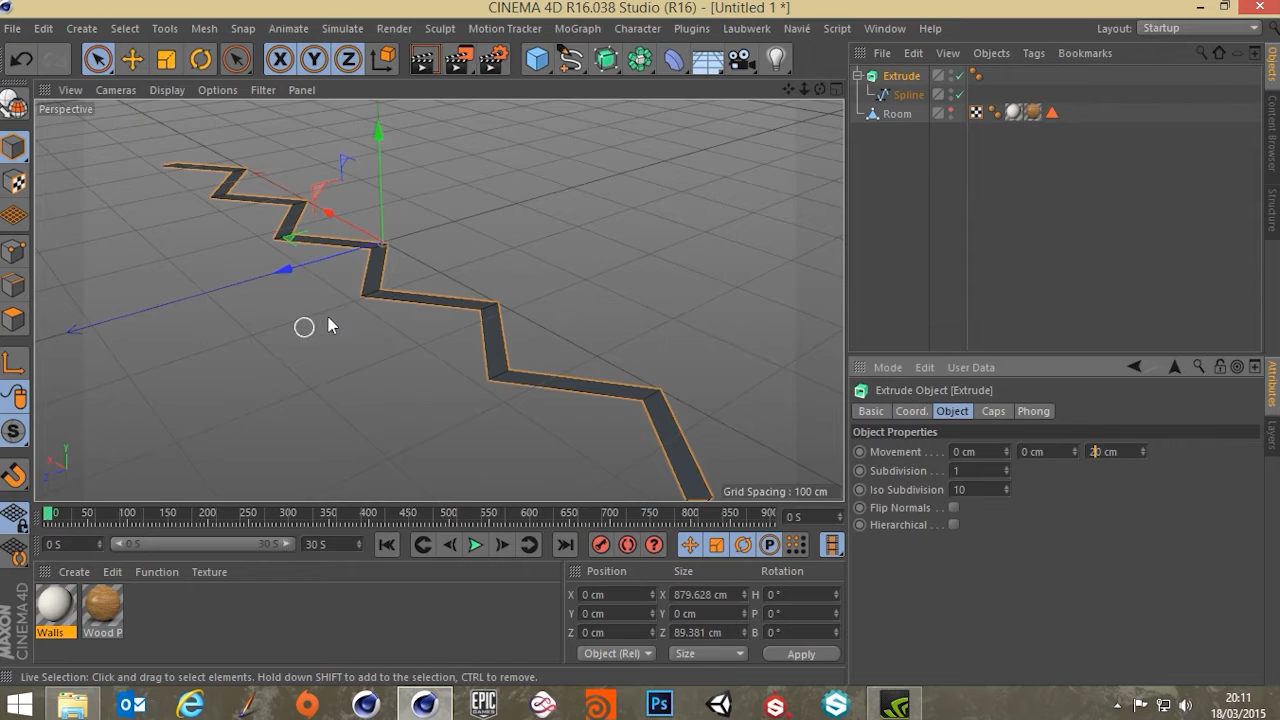 CINEMA 4D R16.038 Studio (R16) - [Untitled 1 *]
File Edit Create Select Tools Mesh Snap Animate Simulate Render Sculpt Motion Tracker MoGraph Character Plugins Laubwerk Navié Script Window Help Layout: Startup
X Y Z
File Edit View Objects Tags Bookmarks
View Cameras Display Options Filter Panel
Perspective
Extrude
Spline
Room
Objects
Content Browser
Structure
Y
X
Z
Grid Spacing : 100 cm
Mode Edit User Data
Extrude Object [Extrude]
Basic Coord. Object Caps Phong
Object Properties
Movement . . . . 0 cm 0 cm 20 cm
Subdivision . . . 1
Iso Subdivision 10
Flip Normals . .
Hierarchical . .
Attributes
Layers
0 50 100 150 200 250 300 350 400 450 500 550 600 650 700 750 800 850 90 0 S
0 S 0 S 30 S 30 S
P
Create Edit Function Texture
Walls Wood P
Position Size Rotation
X 0 cm X 879.628 cm H 0 °
Y 0 cm Y 0 cm P 0 °
Z 0 cm Z 89.381 cm B 0 °
Object (Rel) Size Apply
MAXON CINEMA 4D
Live Selection: Click and drag to select elements. Hold down SHIFT to add to the selection, CTRL to remove.
EPIC GAMES
Ps
20:11
18/03/2015